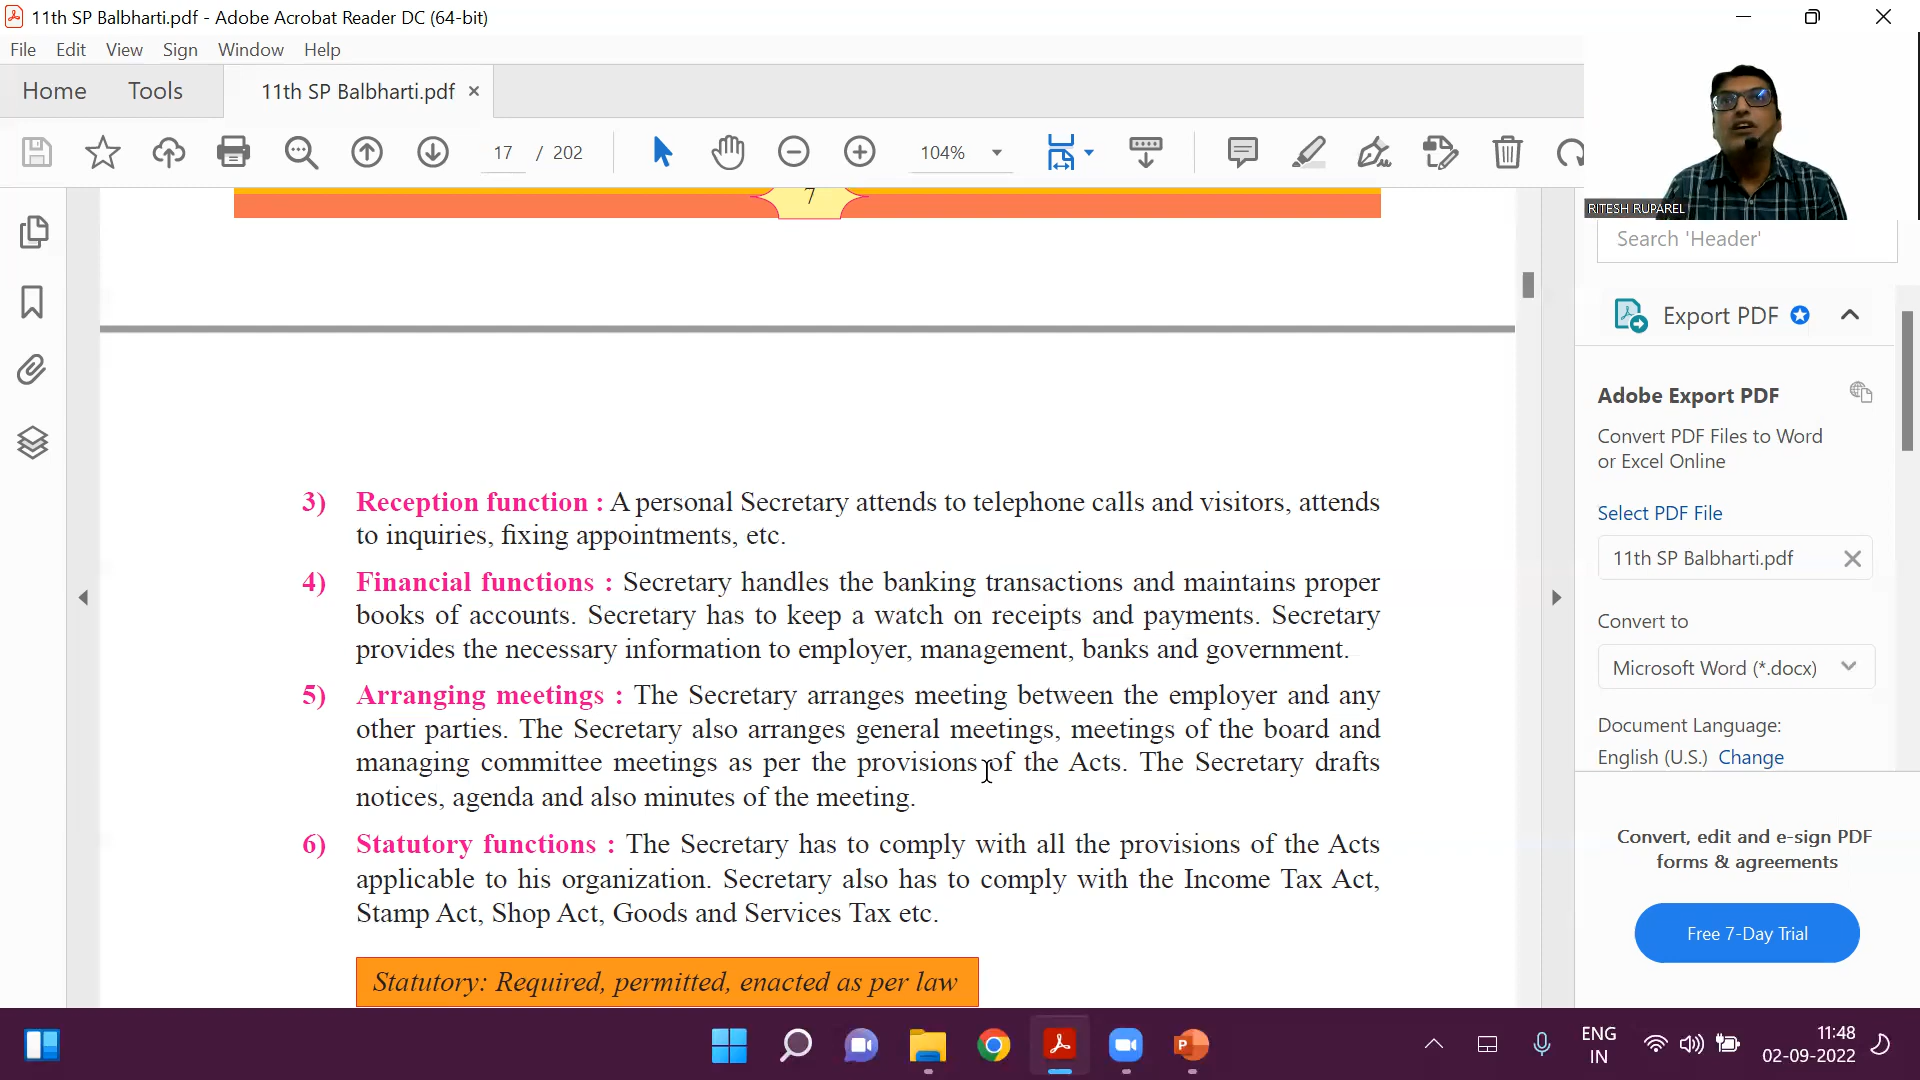 11th SP Balbharti.pdf - Adobe Acrobat Reader DC (64-bit)
File Edit View Sign Window Help
Home Tools 11th SP Balbharti.pdf ×
17 / 202 104%
RITESH RUPAREL
7
Search 'Header'
Export PDF
Adobe Export PDF
Convert PDF Files to Word
or Excel Online
Select PDF File
11th SP Balbharti.pdf
Convert to
Microsoft Word (*.docx)
Document Language:
English (U.S.) Change
Convert, edit and e-sign PDF
forms & agreements
Free 7-Day Trial
3) Reception function : A personal Secretary attends to telephone calls and visitors, attends
to inquiries, fixing appointments, etc.
4) Financial functions : Secretary handles the banking transactions and maintains proper
books of accounts. Secretary has to keep a watch on receipts and payments. Secretary
provides the necessary information to employer, management, banks and government.
5) Arranging meetings : The Secretary arranges meeting between the employer and any
other parties. The Secretary also arranges general meetings, meetings of the board and
managing committee meetings as per the provisions of the Acts. The Secretary drafts
notices, agenda and also minutes of the meeting.
6) Statutory functions : The Secretary has to comply with all the provisions of the Acts
applicable to his organization. Secretary also has to comply with the Income Tax Act,
Stamp Act, Shop Act, Goods and Services Tax etc.
Statutory: Required, permitted, enacted as per law
ENG
IN
11:48
02-09-2022